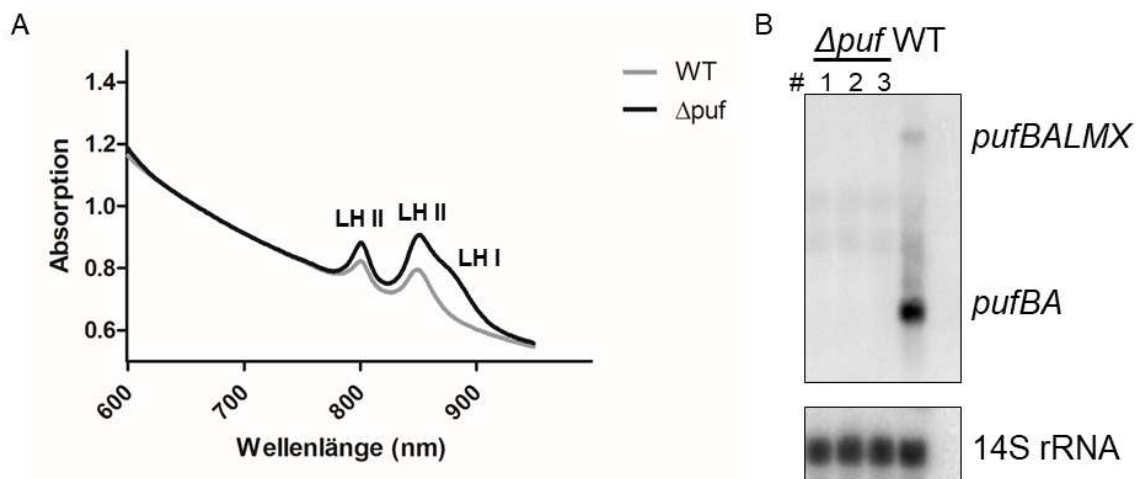 A
Absorption
1.4
1.2
1.0
0.8
0.6
600
700
800
900
Wellenlänge (nm)
LH II
LH II
LH I
WT
Δpuf
B
Δpuf WT
# 1 2 3
pufBALMX
pufBA
14S rRNA